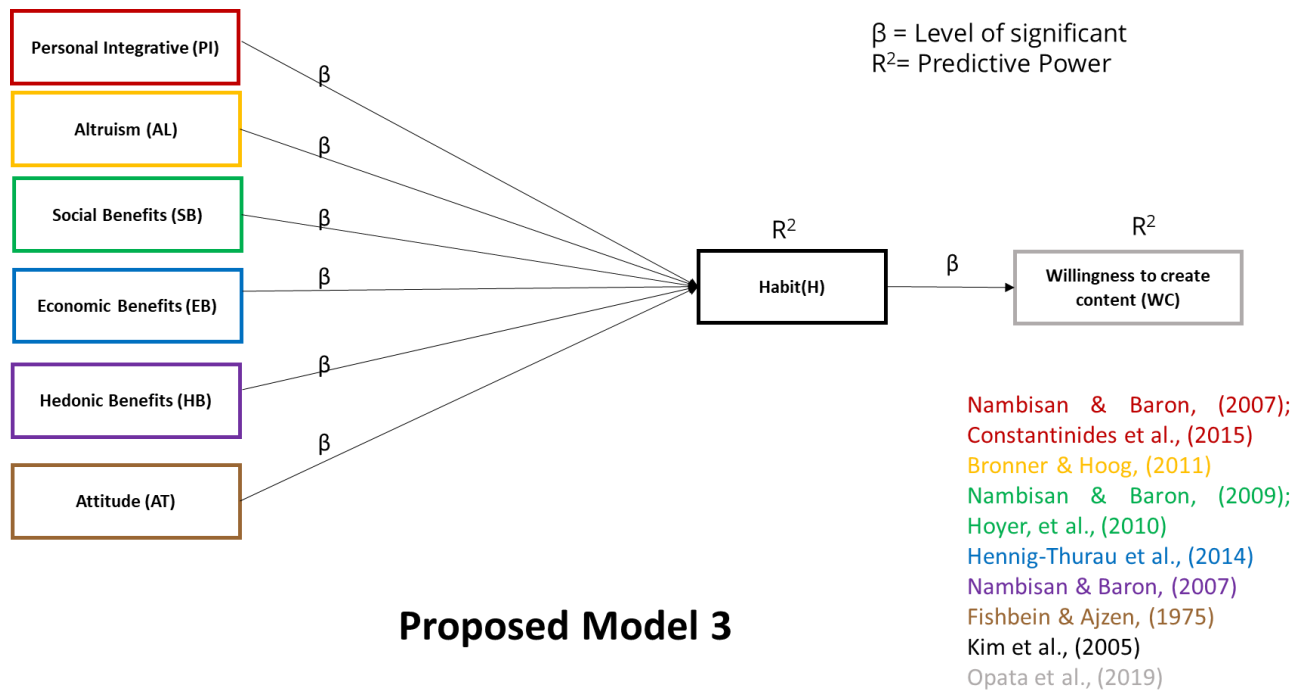 Personal Integrative (PI)
β = Level of significant
R²= Predictive Power
β
Altruism (AL)
β
Social Benefits (SB)
β
R²
R²
Economic Benefits (EB)
β
Habit(H)
β
Willingness to create
content (WC)
Hedonic Benefits (HB)
β
Attitude (AT)
β
Nambisan & Baron, (2007);
Constantinides et al., (2015)
Bronner & Hoog, (2011)
Nambisan & Baron, (2009);
Hoyer, et al., (2010)
Hennig-Thurau et al., (2014)
Nambisan & Baron, (2007)
Fishbein & Ajzen, (1975)
Kim et al., (2005)
Opata et al., (2019)
Proposed Model 3